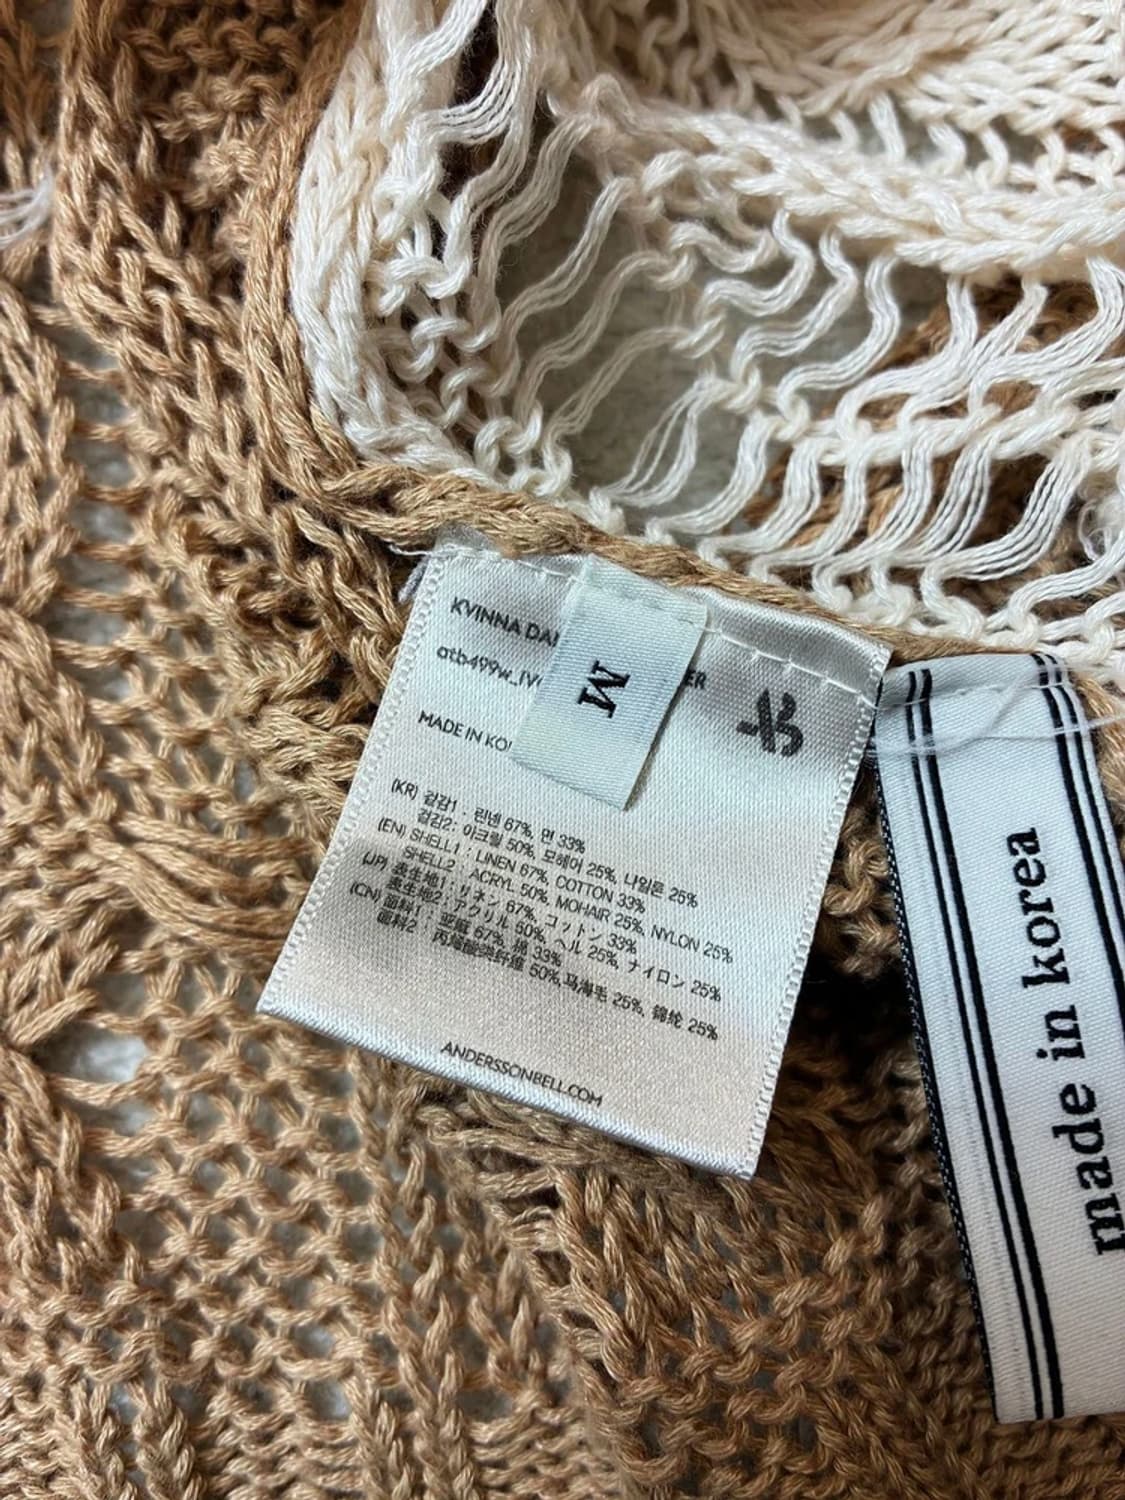 KVINNA DA
ER
atb499w_IV
M
MADE IN KO
(KR) 겉감1 : 린넨 67%, 면 33%
겉감2: 아크릴 50%, 모헤어 25%, 나일론 25%
(EN) SHELL1 : LINEN 67%, COTTON 33%
SHELL2 : ACRYL 50%, MOHAIR 25%, NYLON 25%
(JP) 表生地1 : リネン 67%, コットン 33%
表生地2 : アクリル 50%, ヘル 25%, ナイロン 25%
(CN) 面料1 : 亚麻 67%, 棉 33%
面料2 : 丙烯酸类纤维 50%,马海毛 25%, 锦纶 25%
ANDERSSONBELL.COM
made in korea